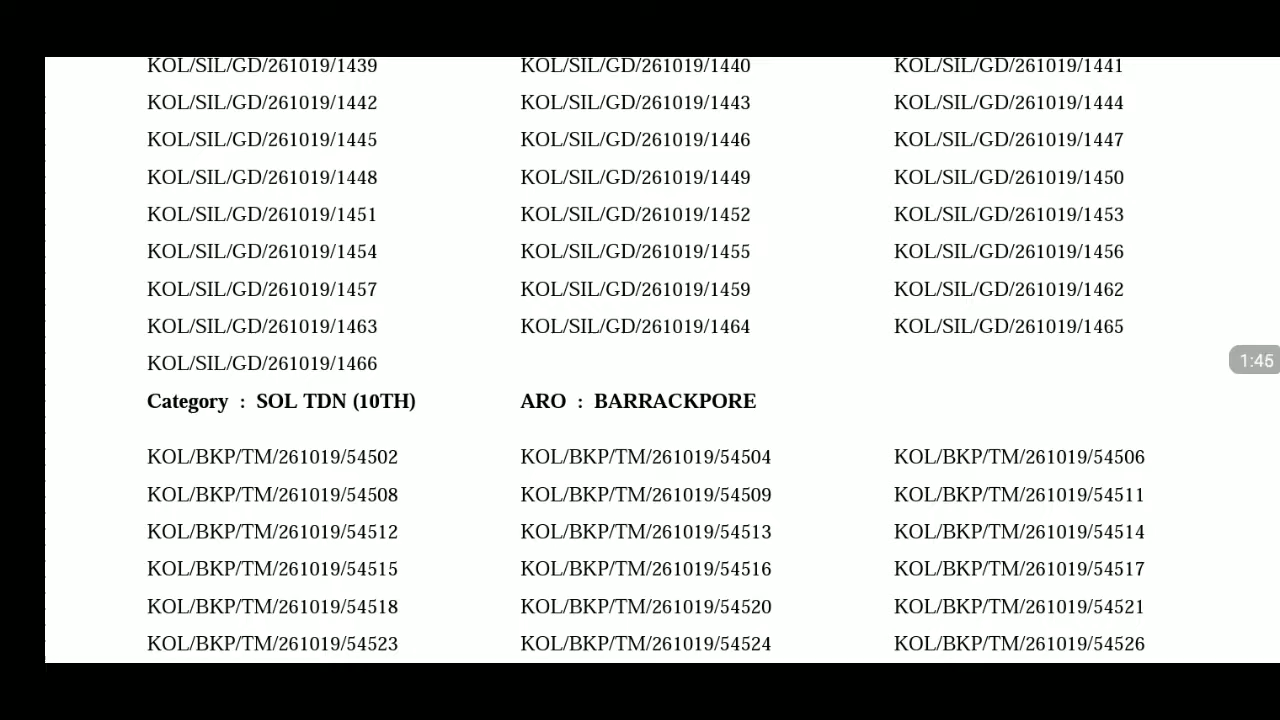 KOL/SIL/GD/261019/1439 KOL/SIL/GD/261019/1440 KOL/SIL/GD/261019/1441
KOL/SIL/GD/261019/1442 KOL/SIL/GD/261019/1443 KOL/SIL/GD/261019/1444
KOL/SIL/GD/261019/1445 KOL/SIL/GD/261019/1446 KOL/SIL/GD/261019/1447
KOL/SIL/GD/261019/1448 KOL/SIL/GD/261019/1449 KOL/SIL/GD/261019/1450
KOL/SIL/GD/261019/1451 KOL/SIL/GD/261019/1452 KOL/SIL/GD/261019/1453
KOL/SIL/GD/261019/1454 KOL/SIL/GD/261019/1455 KOL/SIL/GD/261019/1456
KOL/SIL/GD/261019/1457 KOL/SIL/GD/261019/1459 KOL/SIL/GD/261019/1462
KOL/SIL/GD/261019/1463 KOL/SIL/GD/261019/1464 KOL/SIL/GD/261019/1465
1:46
KOL/SIL/GD/261019/1466
Category : SOL TDN (10TH) ARO : BARRACKPORE
KOL/BKP/TM/261019/54502 KOL/BKP/TM/261019/54504 KOL/BKP/TM/261019/54506
KOL/BKP/TM/261019/54508 KOL/BKP/TM/261019/54509 KOL/BKP/TM/261019/54511
KOL/BKP/TM/261019/54512 KOL/BKP/TM/261019/54513 KOL/BKP/TM/261019/54514
KOL/BKP/TM/261019/54515 KOL/BKP/TM/261019/54516 KOL/BKP/TM/261019/54517
KOL/BKP/TM/261019/54518 KOL/BKP/TM/261019/54520 KOL/BKP/TM/261019/54521
KOL/BKP/TM/261019/54523 KOL/BKP/TM/261019/54524 KOL/BKP/TM/261019/54526